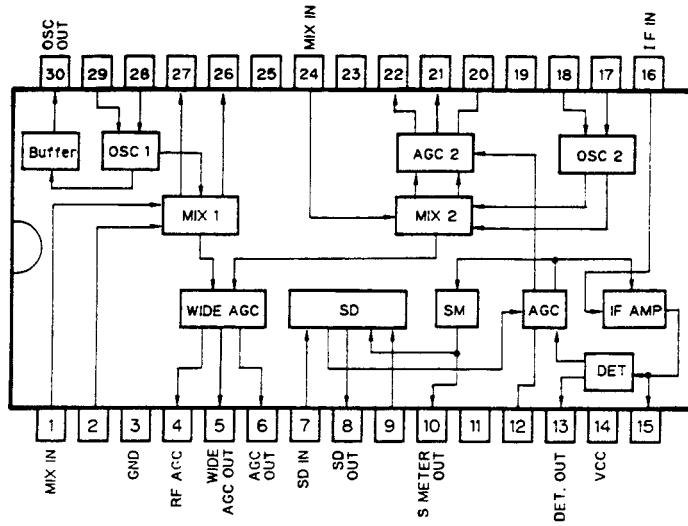 OSC OUT
MIX IN
IF IN
30 29 28 27 26 25 24 23 22 21 20 19 18 17 16
Buffer
OSC 1
AGC 2
OSC 2
MIX 1
MIX 2
WIDE AGC
SD
SM
AGC
IF AMP
DET
1 2 3 4 5 6 7 8 9 10 11 12 13 14 15
MIX IN
GND
RF AGC
WIDE AGC OUT
AGC OUT
SD IN
SD OUT
S METER OUT
DET. OUT
VCC